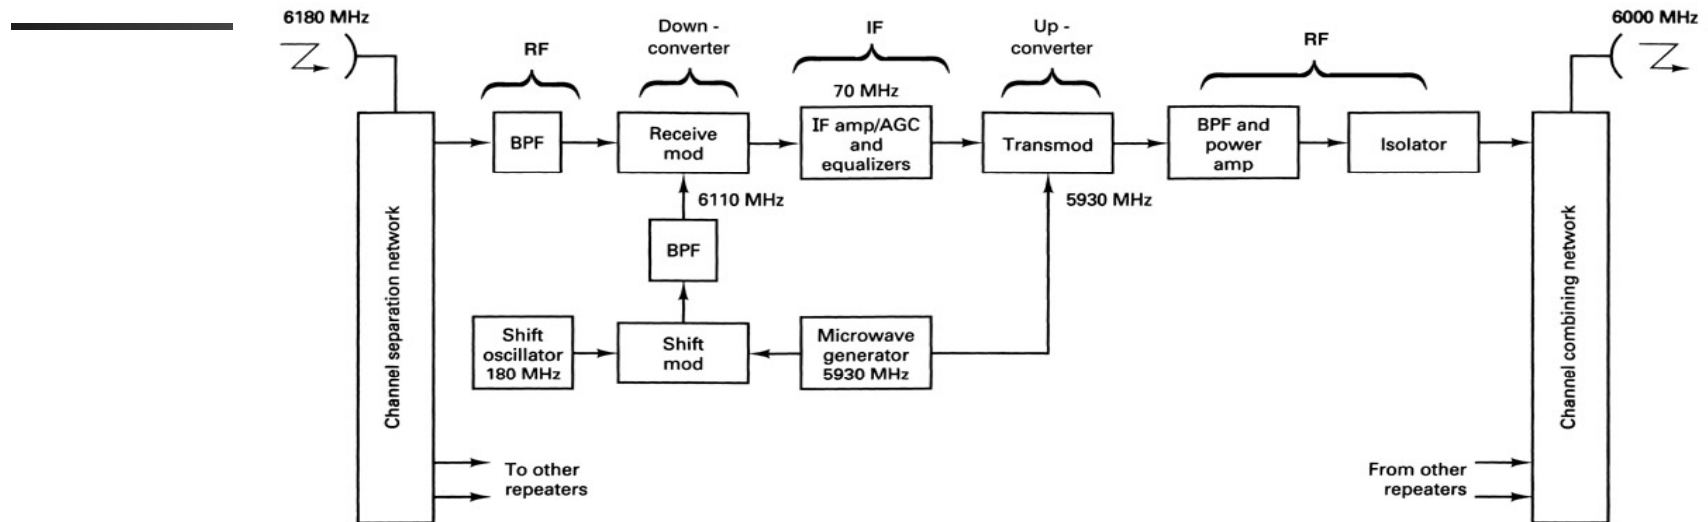 6180 MHz
RF
Down -
converter
IF
Up -
converter
RF
6000 MHz
70 MHz
BPF
Receive
mod
IF amp/AGC
and
equalizers
Transmod
BPF and
power
amp
Isolator
6110 MHz
5930 MHz
BPF
Channel separation network
Channel combining network
Shift
oscillator
180 MHz
Shift
mod
Microwave
generator
5930 MHz
To other
repeaters
From other
repeaters